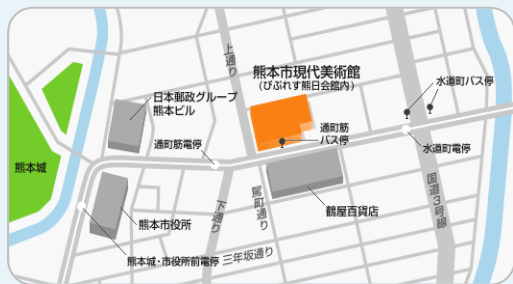 上通り
熊本市現代美術館
(びぷれす熊日会館内)
水道町バス停
日本郵政グループ
熊本ビル
通町筋
バス停
通町筋電停
水道町電停
熊本城
国道3号線
鶴屋百貨店
駕町通り
下通り
熊本市役所
熊本城・市役所前電停
三年坂通り